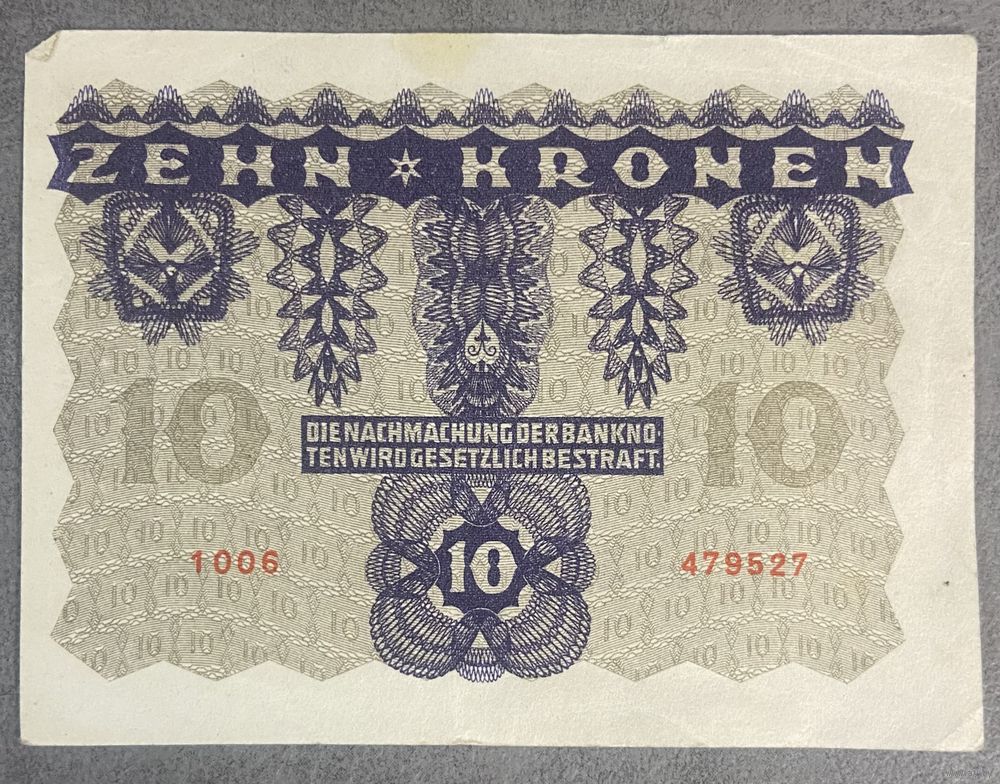 ZEHN ✶ KRONEN
10 10
DIE NACHMACHUNG DER BANKNO-
TEN WIRD GESETZLICH BESTRAFT.
10
1006 479527